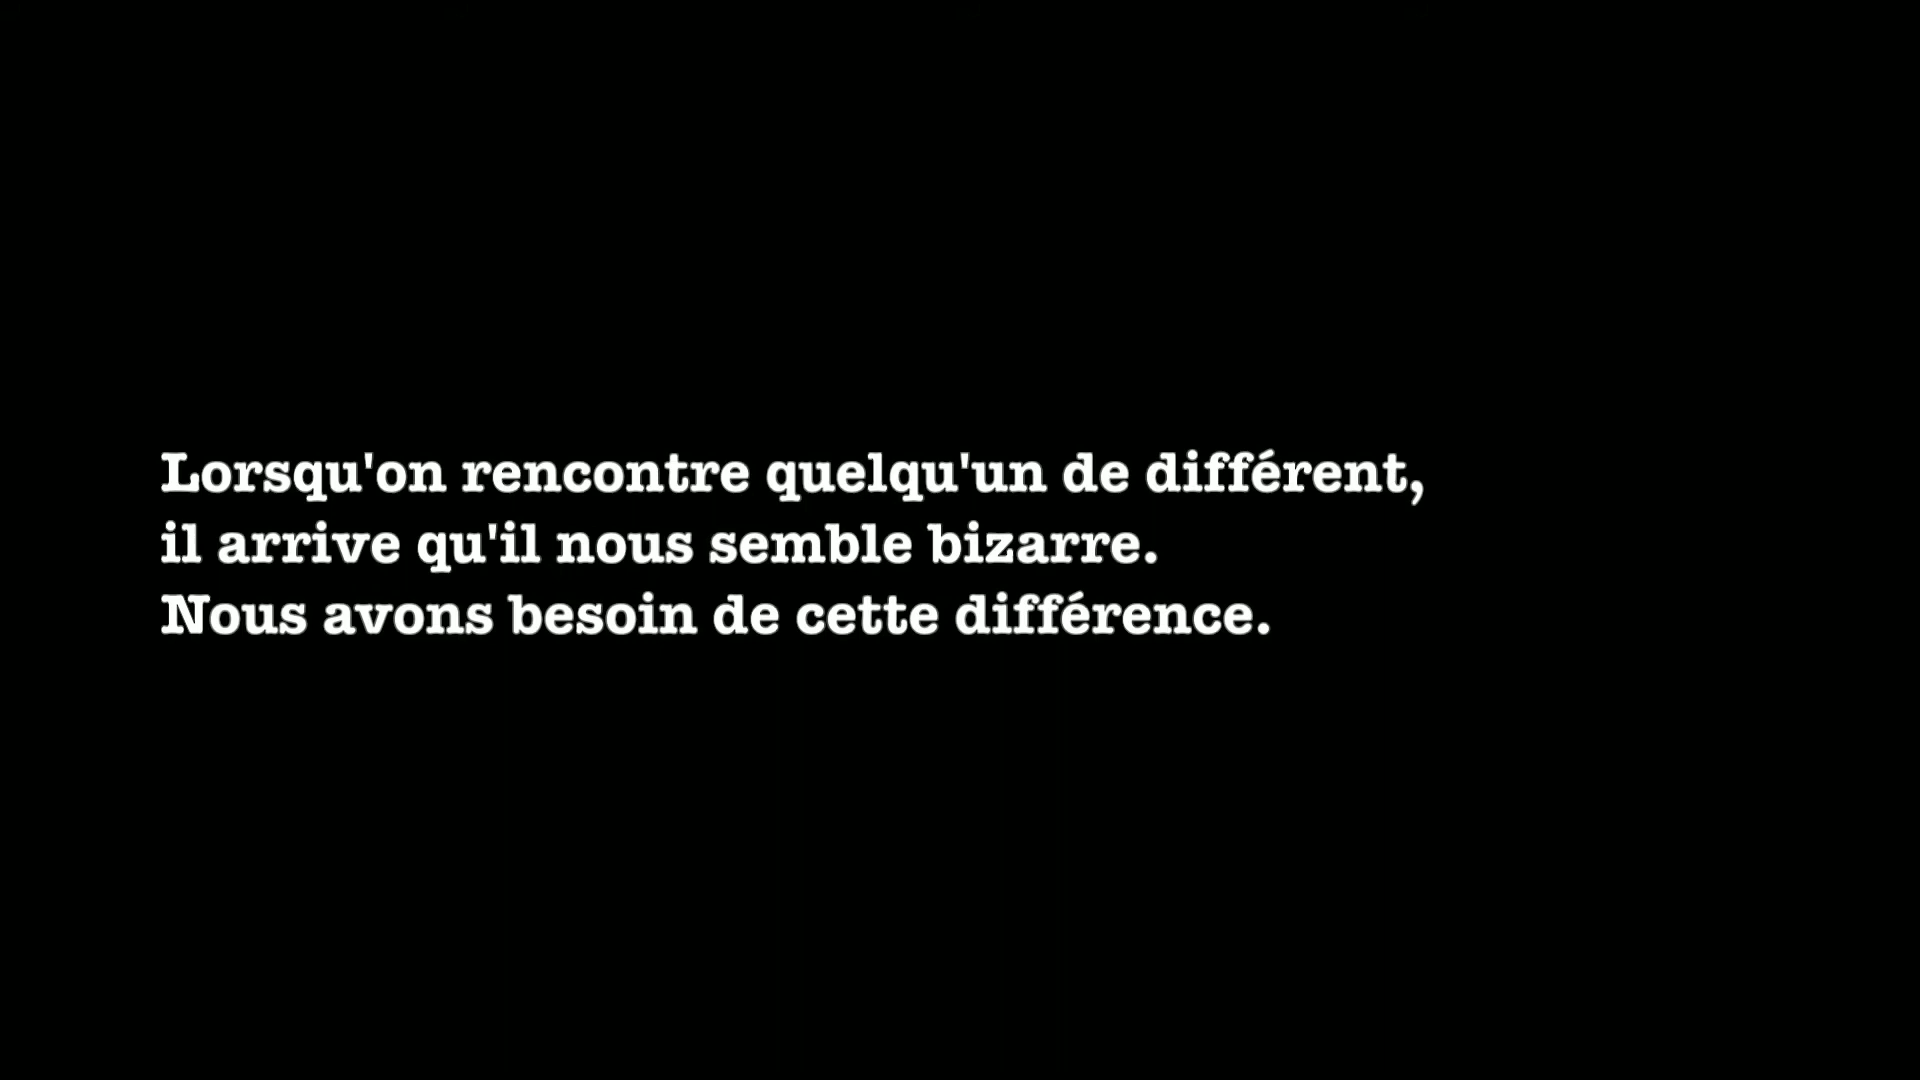 Lorsqu'on rencontre quelqu'un de différent,
il arrive qu'il nous semble bizarre.
Nous avons besoin de cette différence.